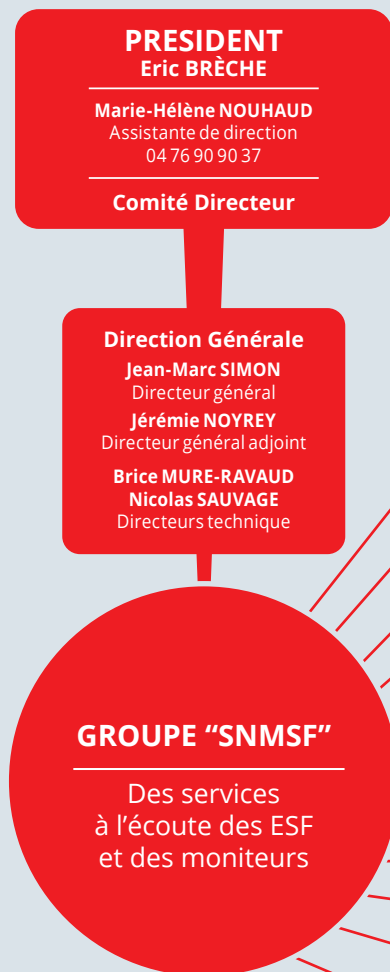 PRESIDENT
Eric BRÈCHE
Marie-Hélène NOUHAUD
Assistante de direction
04 76 90 90 37
Comité Directeur
Direction Générale
Jean-Marc SIMON
Directeur général
Jérémie NOYREY
Directeur général adjoint
Brice MURE-RAVAUD
Nicolas SAUVAGE
Directeurs technique
GROUPE “SNMSF”
Des services
à l’écoute des ESF
et des moniteurs